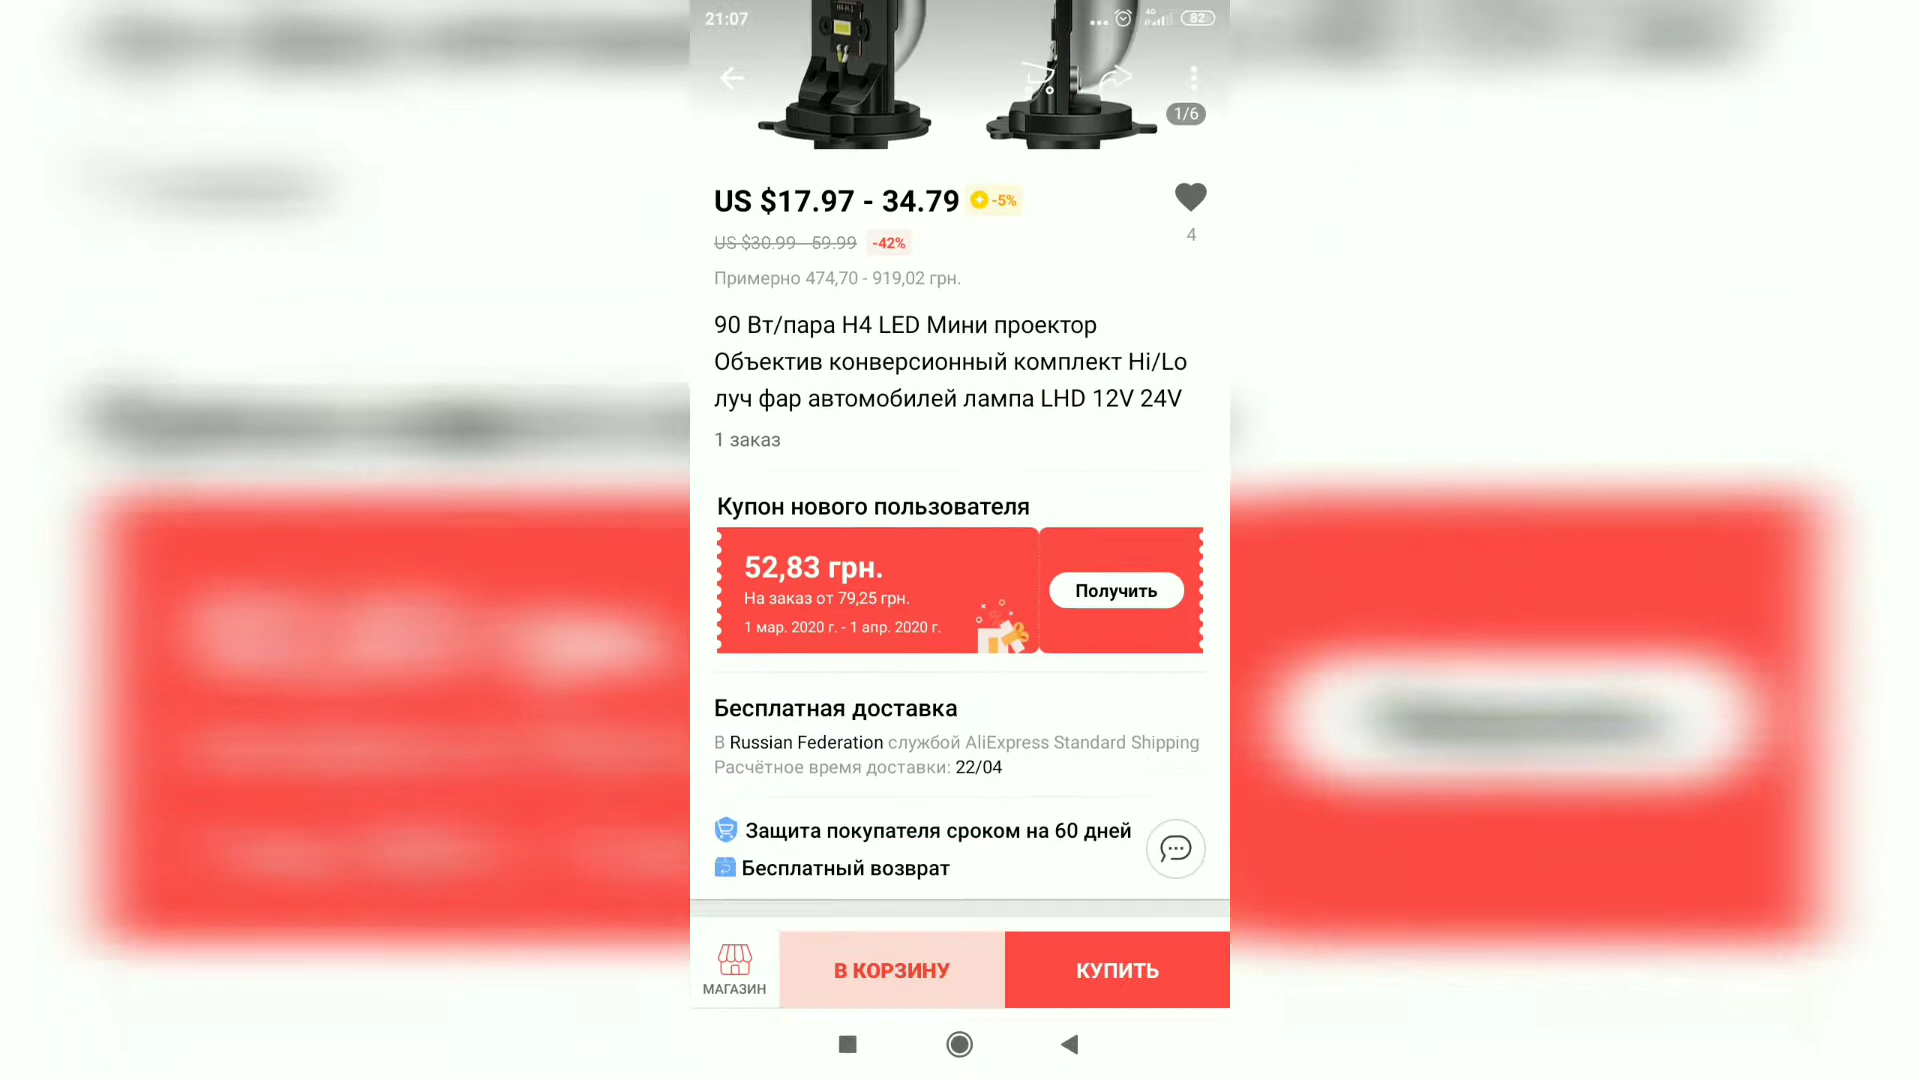 21:07
4G
82
1/6
US $17.97 - 34.79
-5%
US $30.99 - 59.99
-42%
4
Примерно 474,70 - 919,02 грн.
90 Вт/пара H4 LED Мини проектор
Объектив конверсионный комплект Hi/Lo
луч фар автомобилей лампа LHD 12V 24V
1 заказ
Купон нового пользователя
52,83 грн.
На заказ от 79,25 грн.
1 мар. 2020 г. - 1 апр. 2020 г.
Получить
Бесплатная доставка
В Russian Federation службой AliExpress Standard Shipping
Расчётное время доставки: 22/04
Защита покупателя сроком на 60 дней
Бесплатный возврат
МАГАЗИН
В КОРЗИНУ
КУПИТЬ